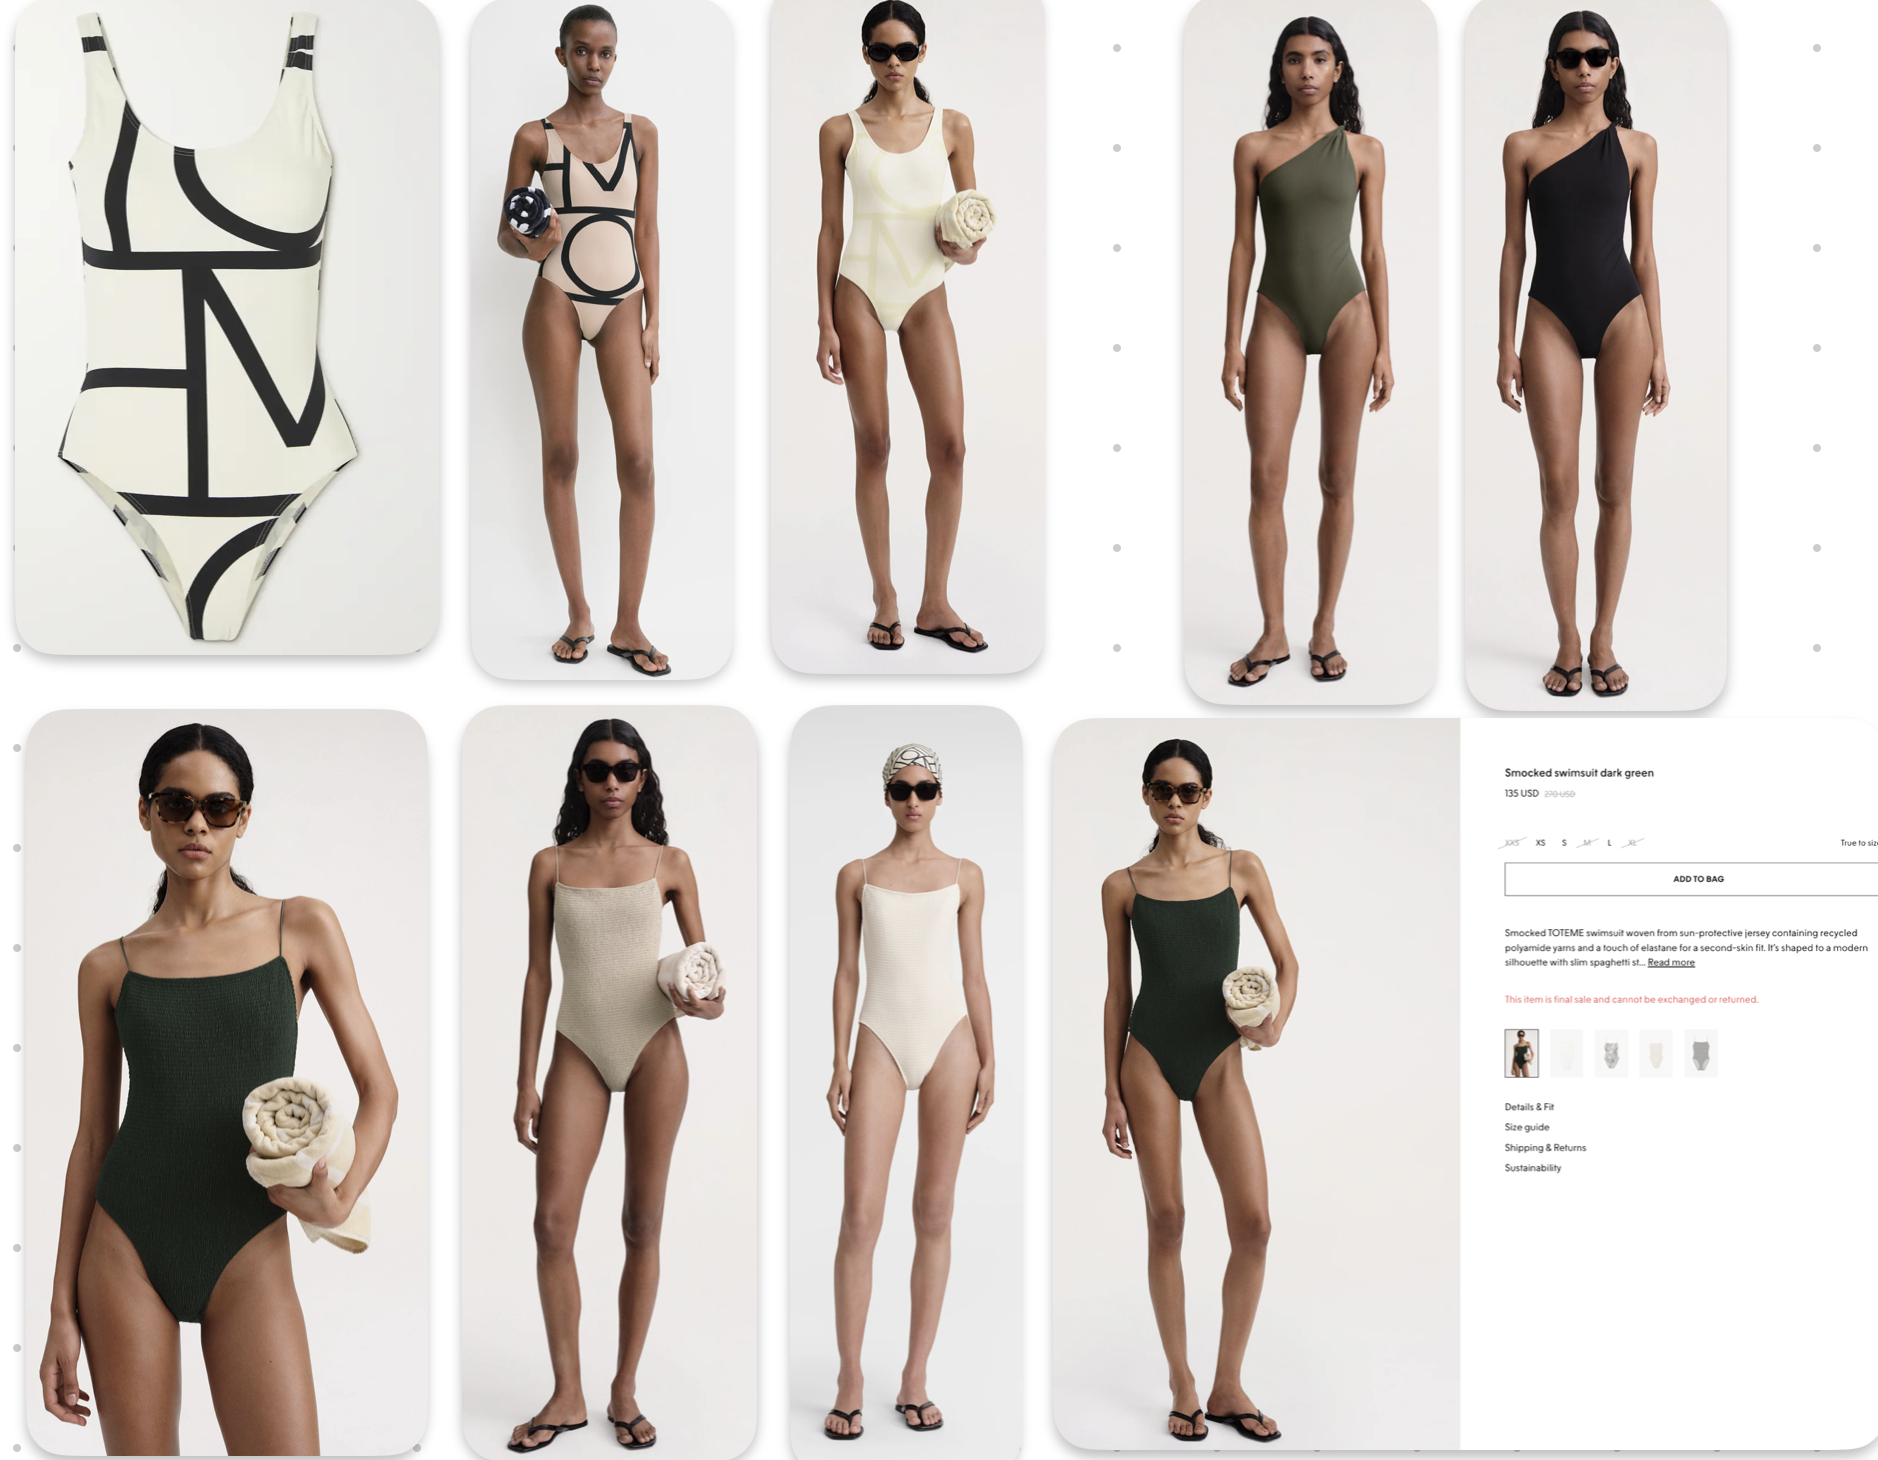 Smocked swimsuit dark green
135 USD 270 USD
XXS XS S M L XL True to size
ADD TO BAG
Smocked TOTEME swimsuit woven from sun-protective jersey containing recycled
polyamide yarns and a touch of elastane for a second-skin fit. It's shaped to a modern
silhouette with slim spaghetti st... Read more
This item is final sale and cannot be exchanged or returned.
Details & Fit
Size guide
Shipping & Returns
Sustainability